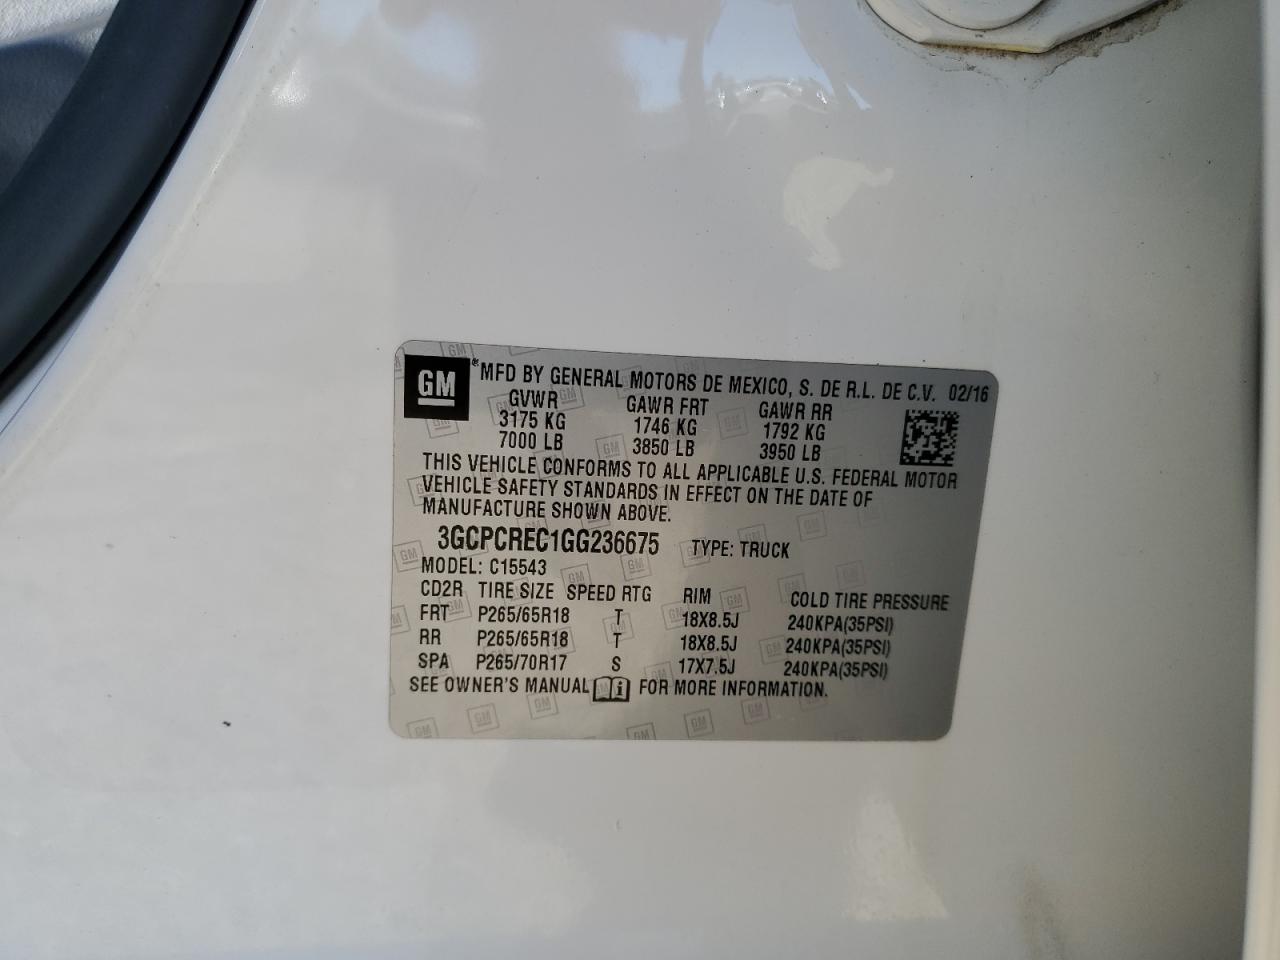 GM ® MFD BY GENERAL MOTORS DE MEXICO, S. DE R.L. DE C.V. 02/16
GVWR GAWR FRT GAWR RR
3175 KG 1746 KG 1792 KG
7000 LB 3850 LB 3950 LB
THIS VEHICLE CONFORMS TO ALL APPLICABLE U.S. FEDERAL MOTOR
VEHICLE SAFETY STANDARDS IN EFFECT ON THE DATE OF
MANUFACTURE SHOWN ABOVE.
3GCPCREC1GG236675 TYPE: TRUCK
MODEL: C15543
CD2R TIRE SIZE SPEED RTG RIM COLD TIRE PRESSURE
FRT P265/65R18 T 18X8.5J 240KPA(35PSI)
RR P265/65R18 T 18X8.5J 240KPA(35PSI)
SPA P265/70R17 S 17X7.5J 240KPA(35PSI)
SEE OWNER'S MANUAL i FOR MORE INFORMATION.